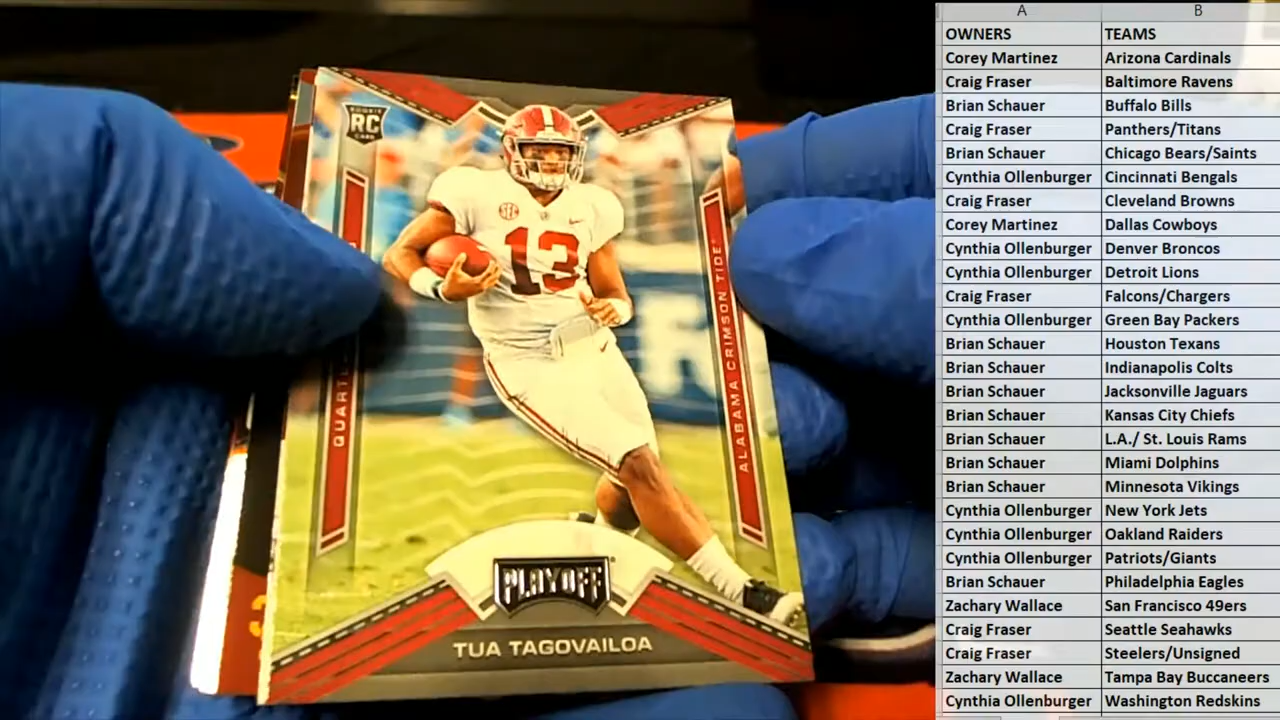 ROOKIE
RC
CARD
SEC
13
ALABAMA CRIMSON TIDE
PLAYOFF
TUA TAGOVAILOA
A B
OWNERS TEAMS
Corey Martinez Arizona Cardinals
Craig Fraser Baltimore Ravens
Brian Schauer Buffalo Bills
Craig Fraser Panthers/Titans
Brian Schauer Chicago Bears/Saints
Cynthia Ollenburger Cincinnati Bengals
Craig Fraser Cleveland Browns
Corey Martinez Dallas Cowboys
Cynthia Ollenburger Denver Broncos
Cynthia Ollenburger Detroit Lions
Craig Fraser Falcons/Chargers
Cynthia Ollenburger Green Bay Packers
Brian Schauer Houston Texans
Brian Schauer Indianapolis Colts
Brian Schauer Jacksonville Jaguars
Brian Schauer Kansas City Chiefs
Brian Schauer L.A./ St. Louis Rams
Brian Schauer Miami Dolphins
Brian Schauer Minnesota Vikings
Cynthia Ollenburger New York Jets
Cynthia Ollenburger Oakland Raiders
Cynthia Ollenburger Patriots/Giants
Brian Schauer Philadelphia Eagles
Zachary Wallace San Francisco 49ers
Craig Fraser Seattle Seahawks
Craig Fraser Steelers/Unsigned
Zachary Wallace Tampa Bay Buccaneers
Cynthia Ollenburger Washington Redskins